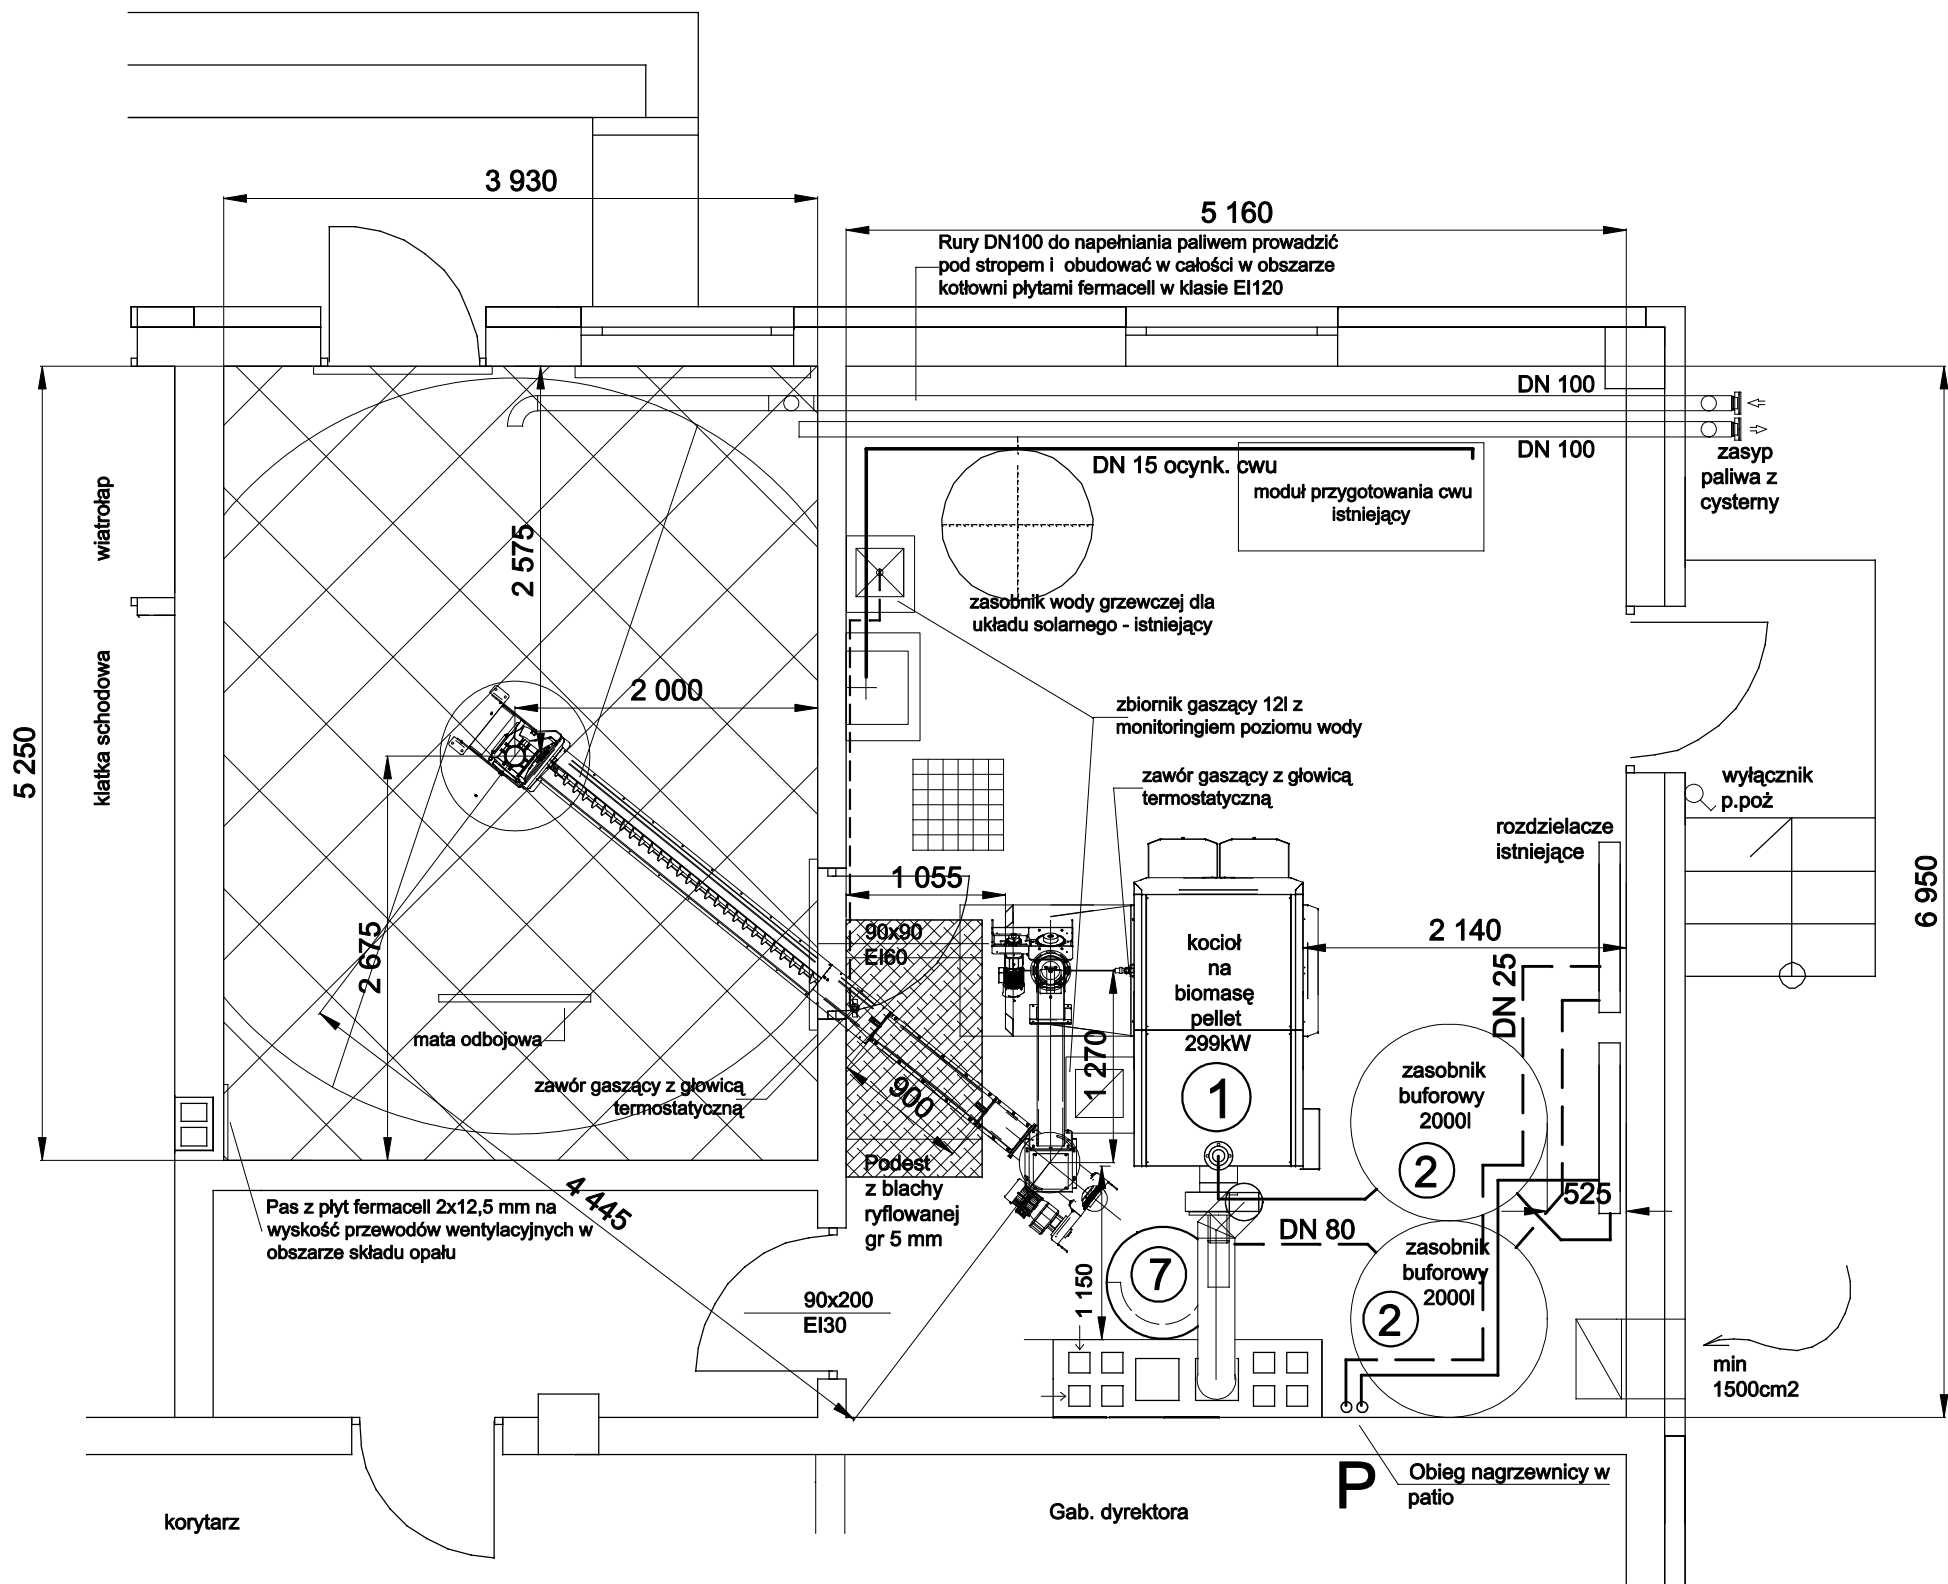 3 930
5 160
Rury DN100 do napełniania paliwem prowadzić
pod stropem i obudować w całości w obszarze
kotłowni płytami fermacell w klasie EI120
DN 100
DN 100
zasyp
paliwa z
cysterny
DN 15 ocynk. cwu
moduł przygotowania cwu
istniejący
wiatrołap
2 575
zasobnik wody grzewczej dla
układu solarnego - istniejący
klatka schodowa
5 250
2 000
zbiornik gaszący 12l z
monitoringiem poziomu wody
zawór gaszący z głowicą
termostatyczną
wyłącznik
p.poż
rozdzielacze
istniejące
6 950
1 055
90x90
EI60
kocioł
na
biomasę
pellet
299kW
1
2 140
DN 25
2 675
mata odbojowa
1 270
zawór gaszący z głowicą
termostatyczną
900
zasobnik
buforowy
2000l
2
Podest
z blachy
ryflowanej
gr 5 mm
4 445
525
Pas z płyt fermacell 2x12,5 mm na
wyskość przewodów wentylacyjnych w
obszarze składu opału
DN 80
zasobnik
buforowy
2000l
2
7
1 150
90x200
EI30
min
1500cm2
P
Obieg nagrzewnicy w
patio
korytarz
Gab. dyrektora